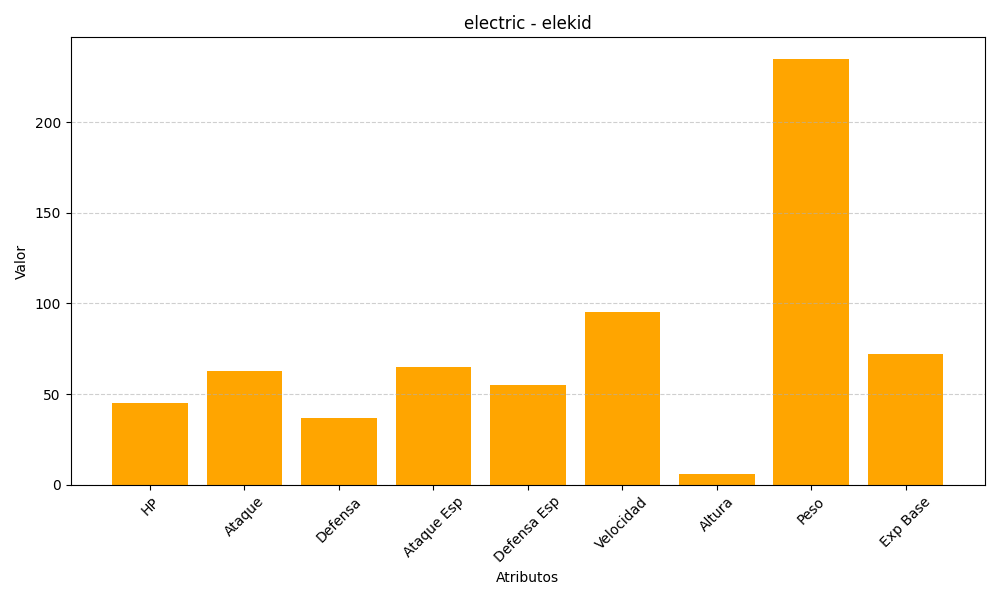 electric - elekid
Valor
200
150
100
50
0
HP
Ataque
Defensa
Ataque Esp
Defensa Esp
Velocidad
Altura
Peso
Exp Base
Atributos